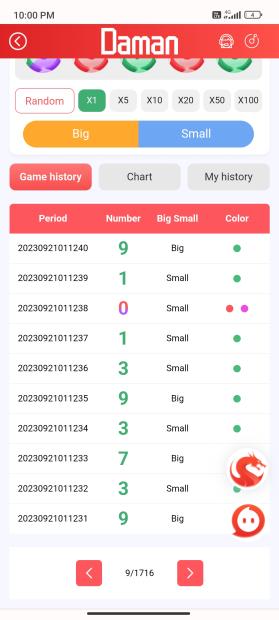 10:00 PM 4G 4
Daman
Random X1 X5 X10 X20 X50 X100
Big Small
Game history Chart My history
Period Number Big Small Color
20230921011240 9 Big
20230921011239 1 Small
20230921011238 0 Small
20230921011237 1 Small
20230921011236 3 Small
20230921011235 9 Big
20230921011234 3 Small
20230921011233 7 Big
20230921011232 3 Small
20230921011231 9 Big
9/1716